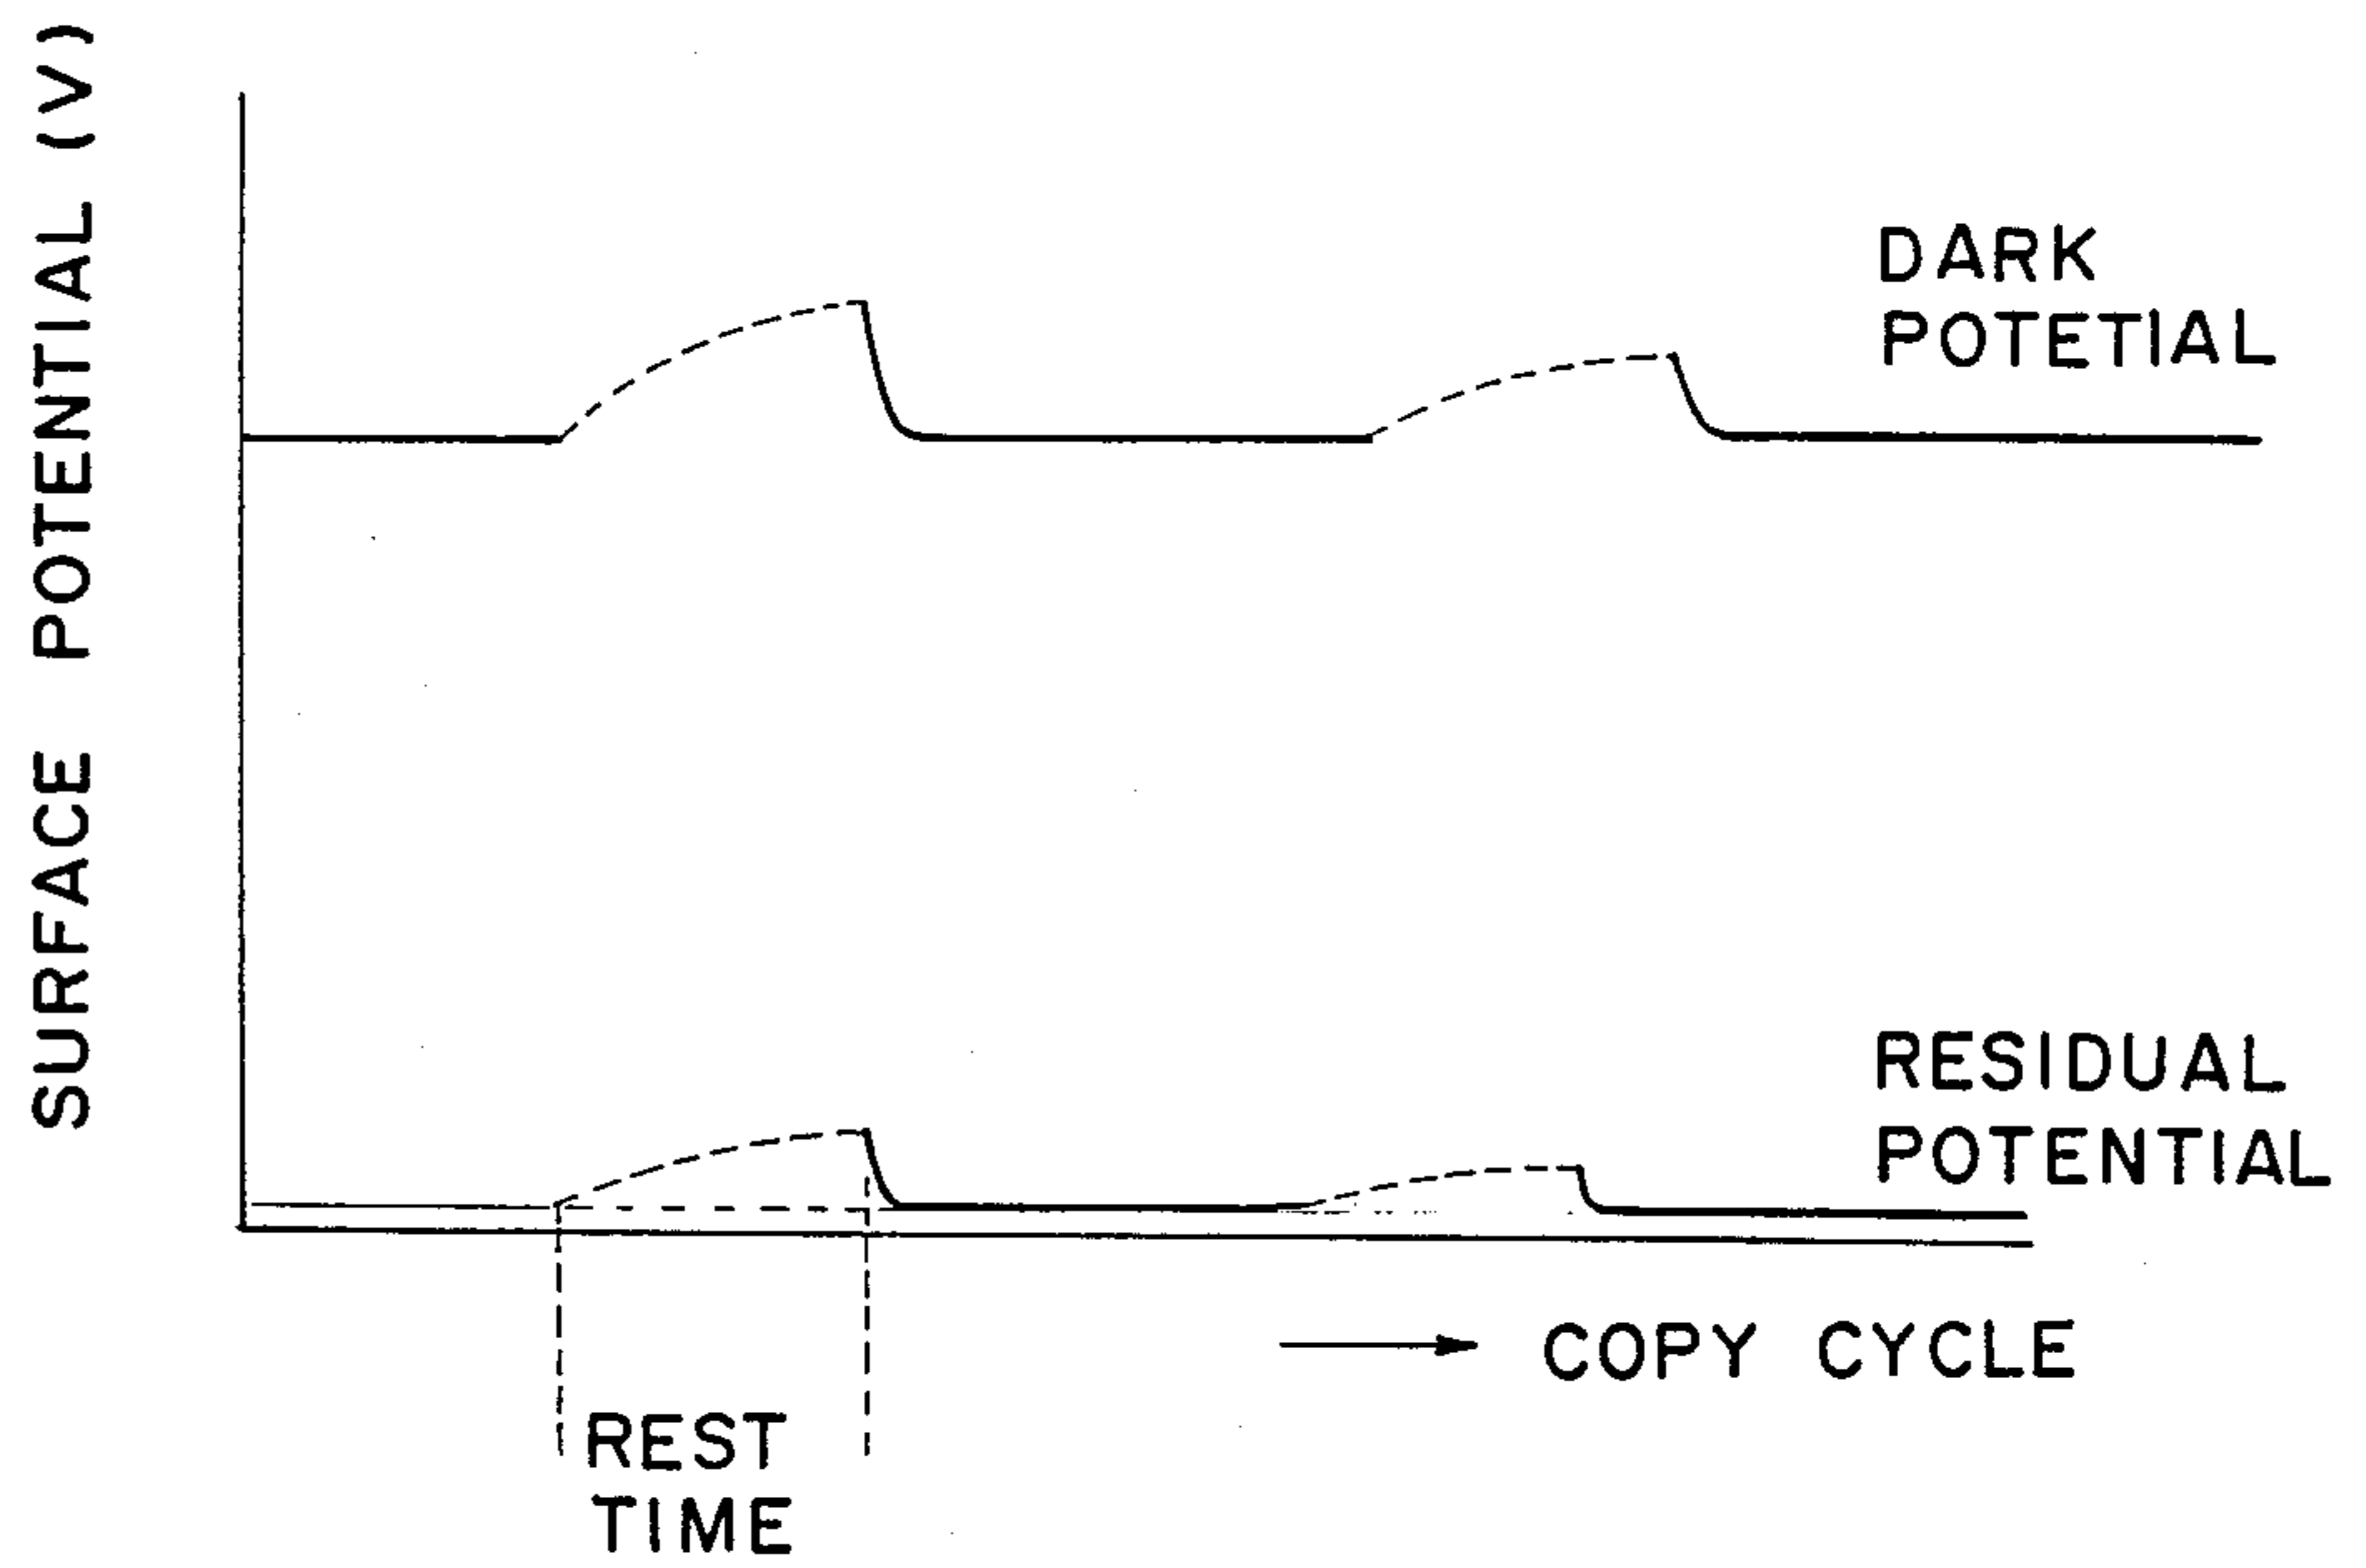 SURFACE POTENTIAL (V)
DARK
POTETIAL
RESIDUAL
POTENTIAL
COPY CYCLE
REST
TIME